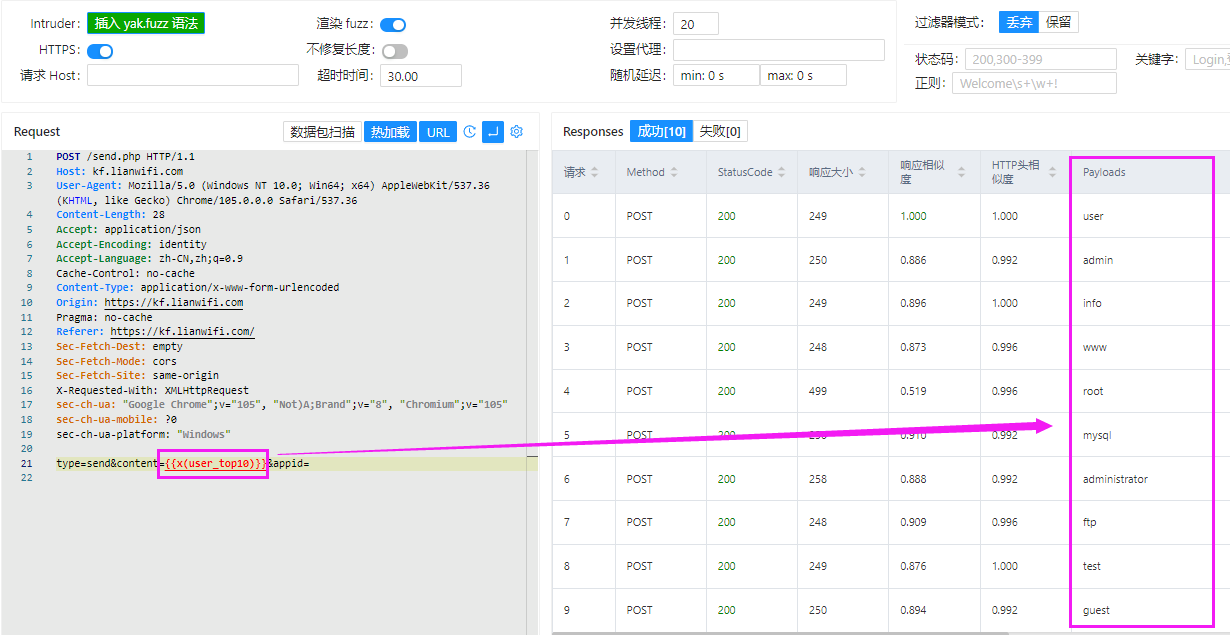 Intruder: 插入 yak.fuzz 语法
渲染 fuzz:
并发线程: 20
过滤器模式: 丢弃 保留
HTTPS:
不修复长度:
设置代理:
状态码: 200,300-399
关键字: Login,
请求 Host:
超时时间: 30.00
随机延迟: min: 0 s max: 0 s
正则: Welcome\s+\w+!
Request 数据包扫描 热加载 URL
1 POST /send.php HTTP/1.1
2 Host: kf.lianwifi.com
3 User-Agent: Mozilla/5.0 (Windows NT 10.0; Win64; x64) AppleWebKit/537.36
(KHTML, like Gecko) Chrome/105.0.0.0 Safari/537.36
4 Content-Length: 28
5 Accept: application/json
6 Accept-Encoding: identity
7 Accept-Language: zh-CN,zh;q=0.9
8 Cache-Control: no-cache
9 Content-Type: application/x-www-form-urlencoded
10 Origin: https://kf.lianwifi.com
11 Pragma: no-cache
12 Referer: https://kf.lianwifi.com/
13 Sec-Fetch-Dest: empty
14 Sec-Fetch-Mode: cors
15 Sec-Fetch-Site: same-origin
16 X-Requested-With: XMLHttpRequest
17 sec-ch-ua: "Google Chrome";v="105", "Not)A;Brand";v="8", "Chromium";v="105"
18 sec-ch-ua-mobile: ?0
19 sec-ch-ua-platform: "Windows"
20
21 type=send&content={{x(user_top10)}}&appid=
22
Responses 成功[10] 失败[0]
请求 Method StatusCode 响应大小 响应相似度 HTTP头相似度 Payloads
0 POST 200 249 1.000 1.000 user
1 POST 200 250 0.886 0.992 admin
2 POST 200 249 0.896 1.000 info
3 POST 200 248 0.873 0.996 www
4 POST 200 499 0.519 0.996 root
5 POST 200 250 0.910 0.992 mysql
6 POST 200 258 0.888 0.992 administrator
7 POST 200 248 0.909 0.996 ftp
8 POST 200 249 0.876 1.000 test
9 POST 200 250 0.894 0.992 guest